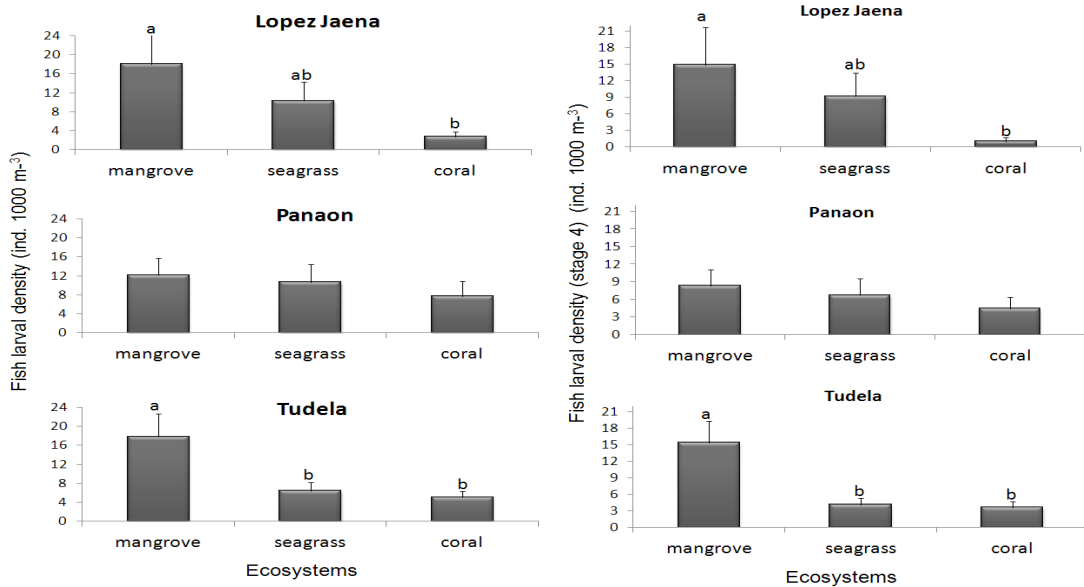 Fish larval density (ind. 1000 m-³)
Lopez Jaena
24
20
16
12
8
4
0
a
ab
b
mangrove seagrass coral
Panaon
24
20
16
12
8
4
0
mangrove seagrass coral
Tudela
24
20
16
12
8
4
0
a
b
b
mangrove seagrass coral
Ecosystems
Fish larval density (stage 4) (ind. 1000 m-³)
Lopez Jaena
21
18
15
12
9
6
3
0
a
ab
b
mangrove seagrass coral
Panaon
21
18
15
12
9
6
3
0
mangrove seagrass coral
Tudela
21
18
15
12
9
6
3
0
a
b
b
mangrove seagrass coral
Ecosystems